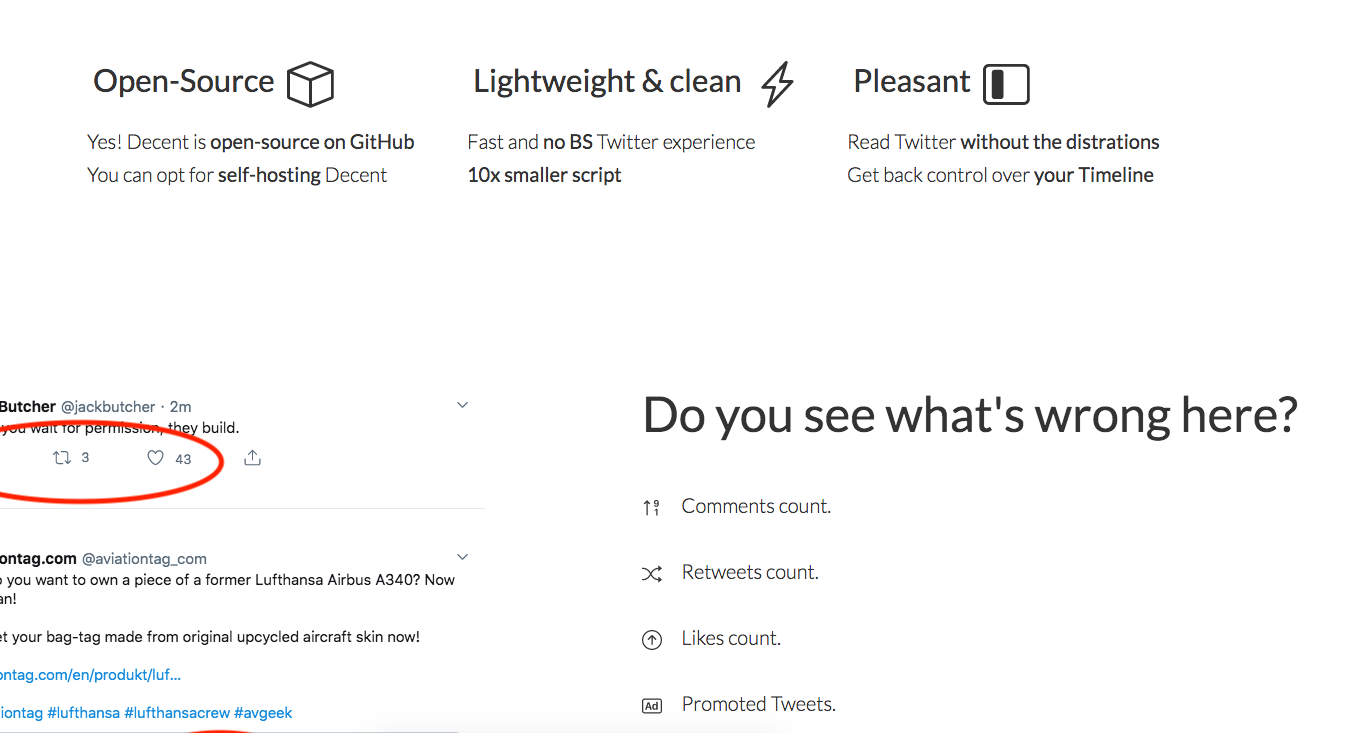 Open-Source
Yes! Decent is open-source on GitHub
You can opt for self-hosting Decent
Lightweight & clean
Fast and no BS Twitter experience
10x smaller script
Pleasant
Read Twitter without the distrations
Get back control over your Timeline
Butcher @jackbutcher · 2m
you wait for permission, they build.
3 43
ontag.com @aviationtag_com
you want to own a piece of a former Lufthansa Airbus A340? Now
an!
et your bag-tag made from original upcycled aircraft skin now!
ontag.com/en/produkt/luf...
iontag #lufthansa #lufthansacrew #avgeek
Do you see what's wrong here?
9
1
Comments count.
Retweets count.
Likes count.
Ad Promoted Tweets.